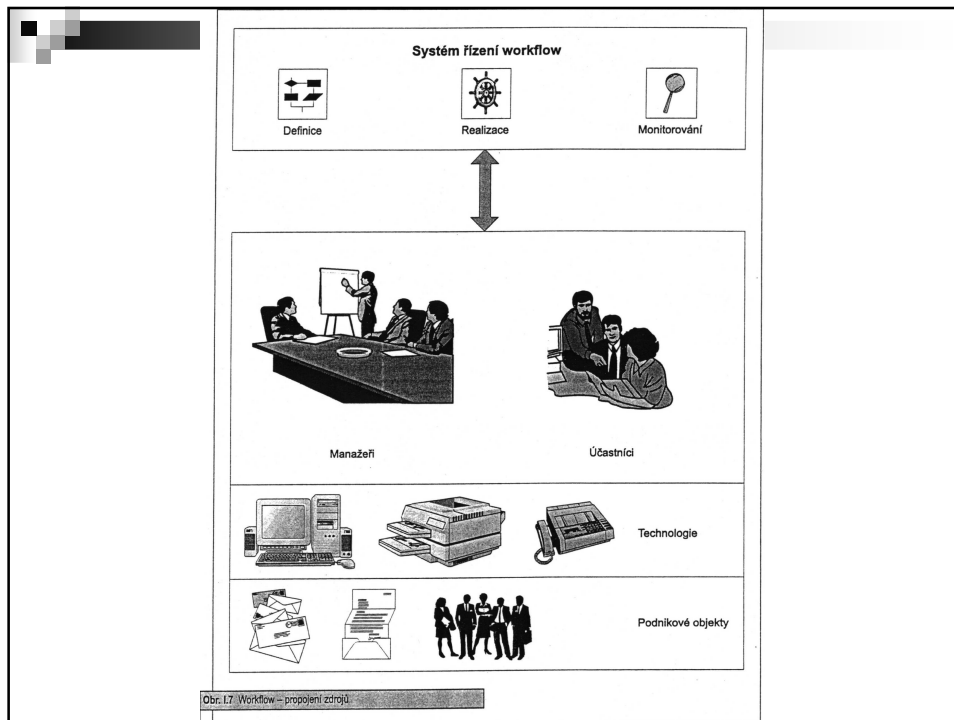 Systém řízení workflow
Definice
Realizace
Monitorování
Manažeři
Účastníci
Technologie
Podnikové objekty
Obr. I.7 Workflow – propojení zdrojů